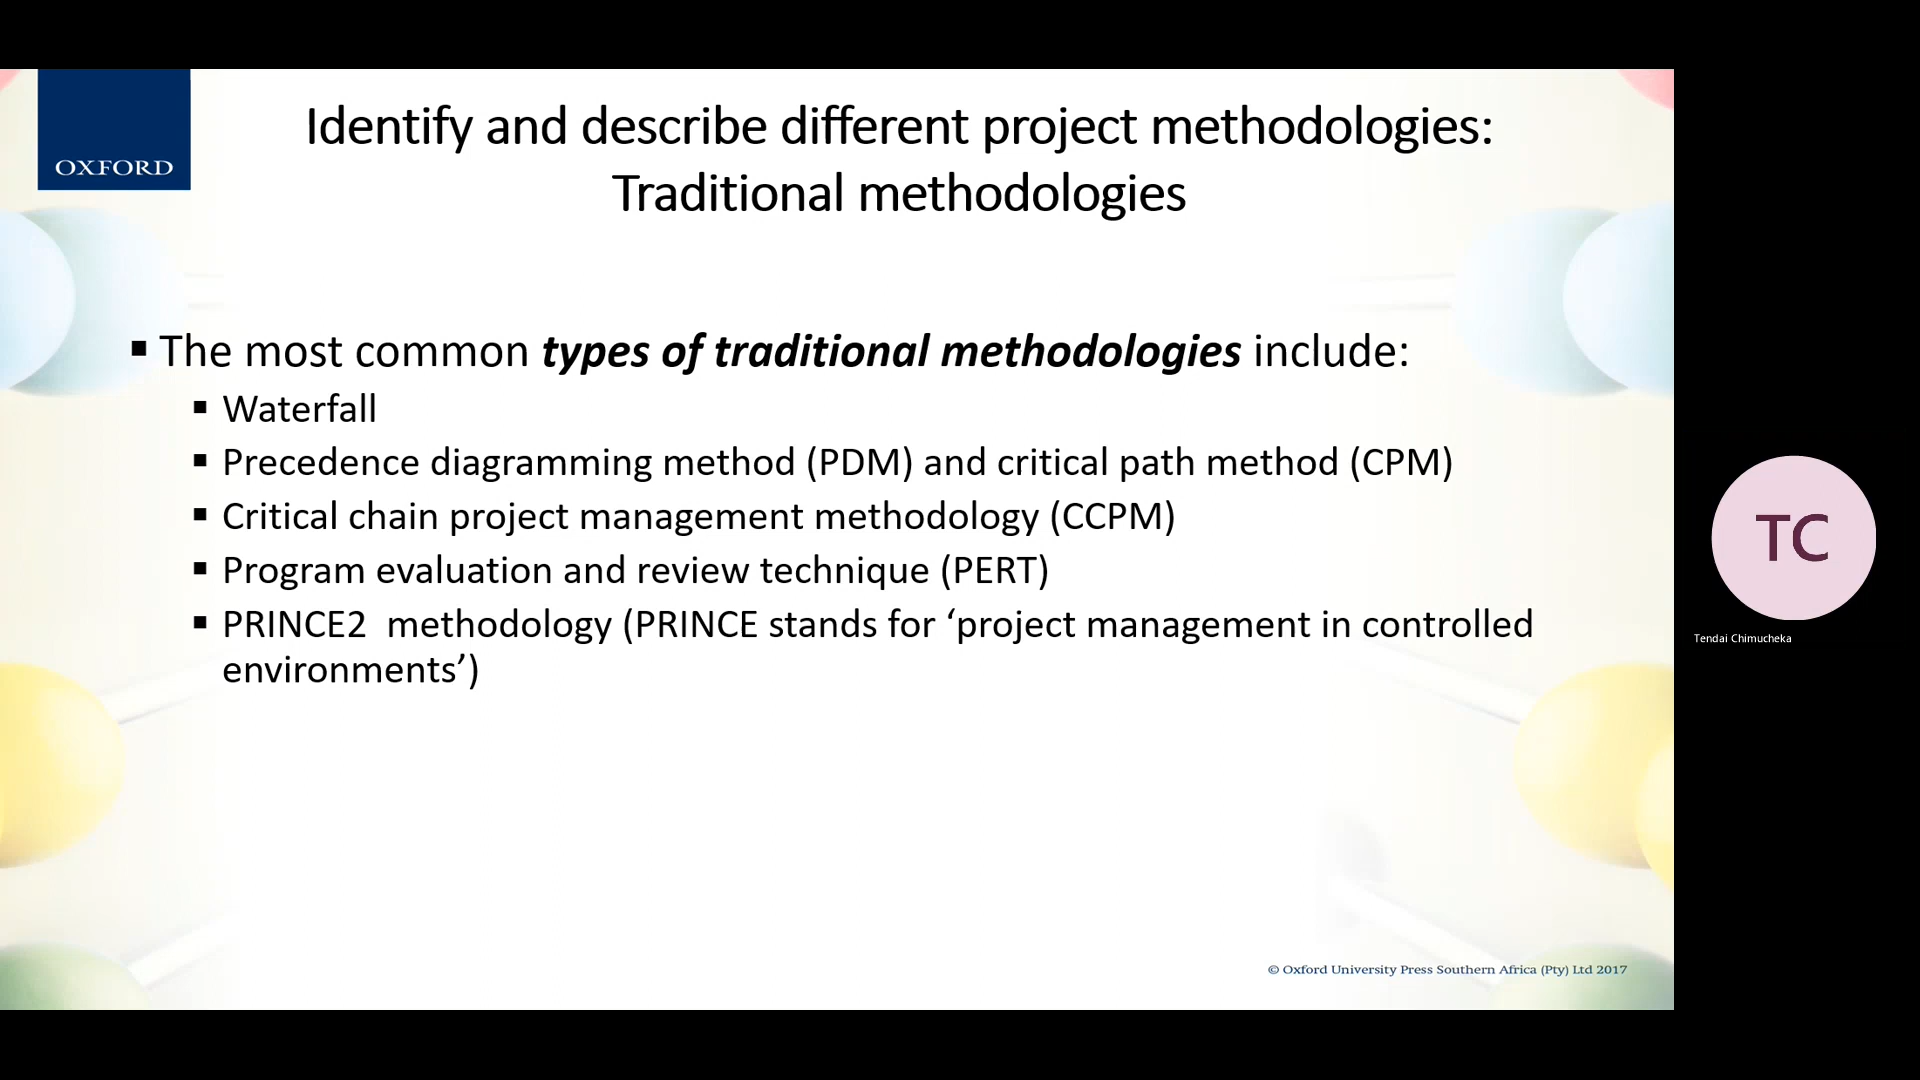 OXFORD
Identify and describe different project methodologies:
Traditional methodologies
▪ The most common types of traditional methodologies include:
▪ Waterfall
▪ Precedence diagramming method (PDM) and critical path method (CPM)
▪ Critical chain project management methodology (CCPM)
▪ Program evaluation and review technique (PERT)
▪ PRINCE2  methodology (PRINCE stands for ‘project management in controlled
environments’)
TC
Tendai Chimucheka
© Oxford University Press Southern Africa (Pty) Ltd 2017